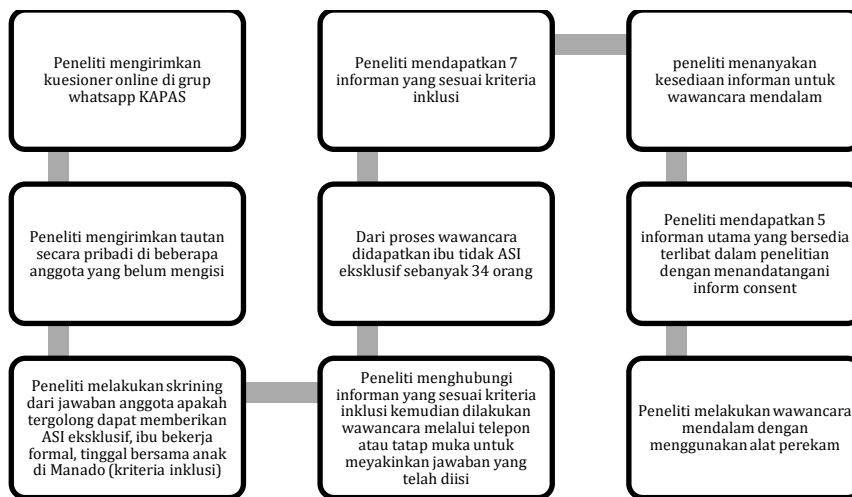 Peneliti mengirimkan
kuesioner online di grup
whatsapp KAPAS
Peneliti mengirimkan tautan
secara pribadi di beberapa
anggota yang belum mengisi
Peneliti melakukan skrining
dari jawaban anggota apakah
tergolong dapat memberikan
ASI eksklusif, ibu bekerja
formal, tinggal bersama anak
di Manado (kriteria inklusi)
Peneliti menghubungi
informan yang sesuai kriteria
inklusi kemudian dilakukan
wawancara melalui telepon
atau tatap muka untuk
meyakinkan jawaban yang
telah diisi
Dari proses wawancara
didapatkan ibu tidak ASI
eksklusif sebanyak 34 orang
Peneliti mendapatkan 7
informan yang sesuai kriteria
inklusi
peneliti menanyakan
kesediaan informan untuk
wawancara mendalam
Peneliti mendapatkan 5
informan utama yang bersedia
terlibat dalam penelitian
dengan menandatangani
inform consent
Peneliti melakukan wawancara
mendalam dengan
menggunakan alat perekam